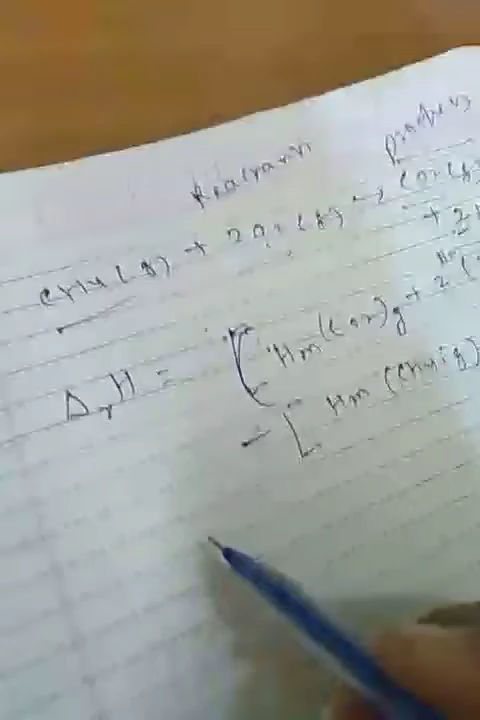 Reactants products
CH4(g) + 2O2(g) → CO2(g)
+ 2
ΔrH = [Hm(CO2)g + 2
- [Hm(CH4,g)